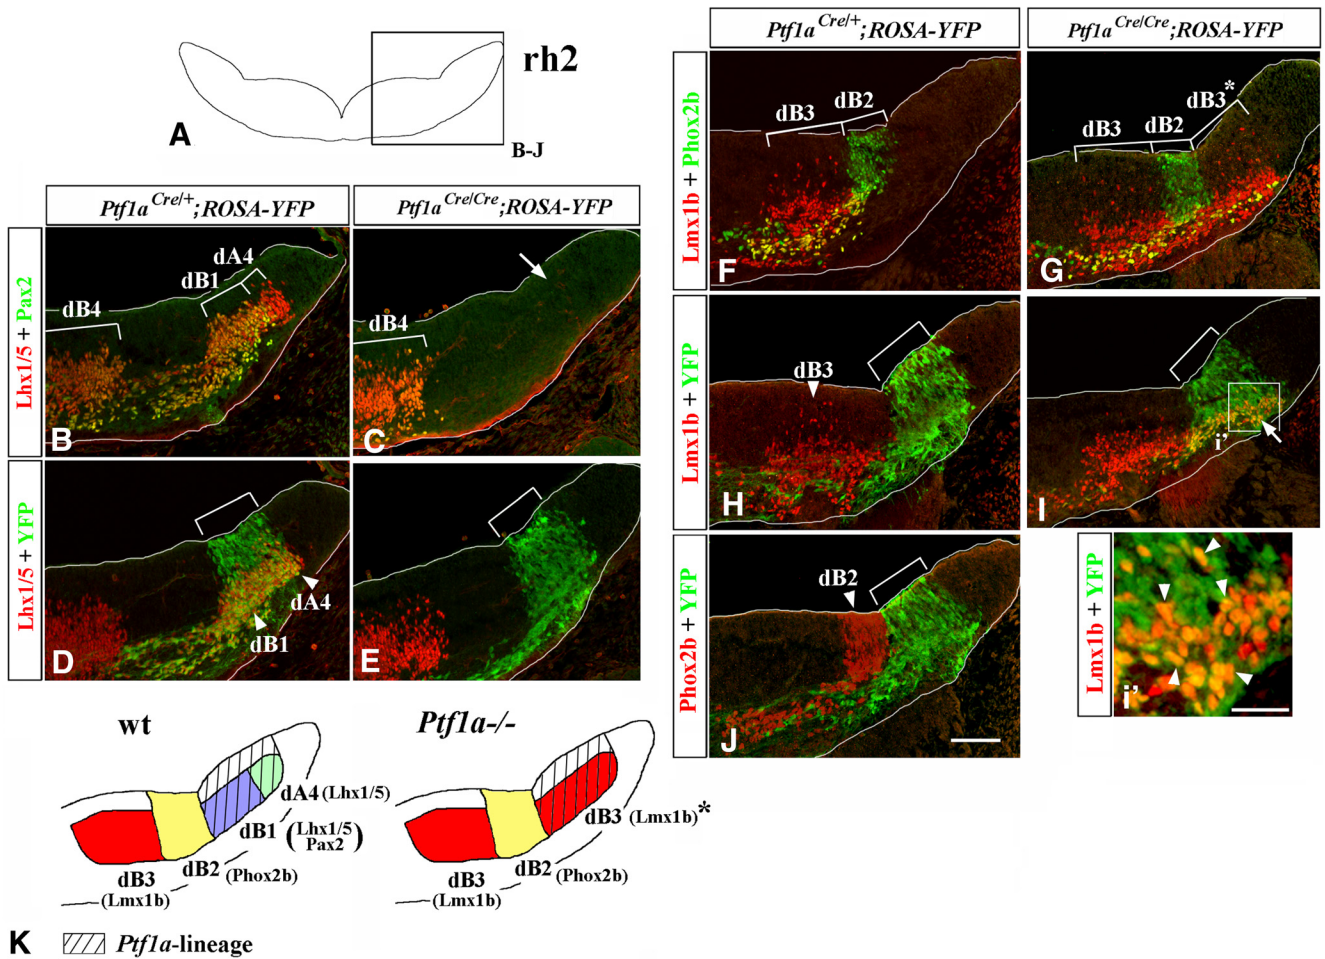 rh2
A
B-J
Ptf1a Cre/+;ROSA-YFP
Ptf1a Cre/Cre;ROSA-YFP
Lhx1/5 + Pax2
dA4
dB1
dB4
B
dB4
C
Lhx1/5 + YFP
dA4
dB1
D
E
Ptf1a Cre/+;ROSA-YFP
Ptf1a Cre/Cre;ROSA-YFP
Lmx1b + Phox2b
dB3
dB2
F
dB3*
dB3
dB2
G
Lmx1b + YFP
dB3
H
i'
I
Phox2b + YFP
dB2
J
Lmx1b + YFP
i'
wt
dA4 (Lhx1/5)
dB1 (Lhx1/5 Pax2)
dB2 (Phox2b)
dB3 (Lmx1b)
Ptf1a-/-
dB3 (Lmx1b)*
dB2 (Phox2b)
dB3 (Lmx1b)
K
Ptf1a-lineage